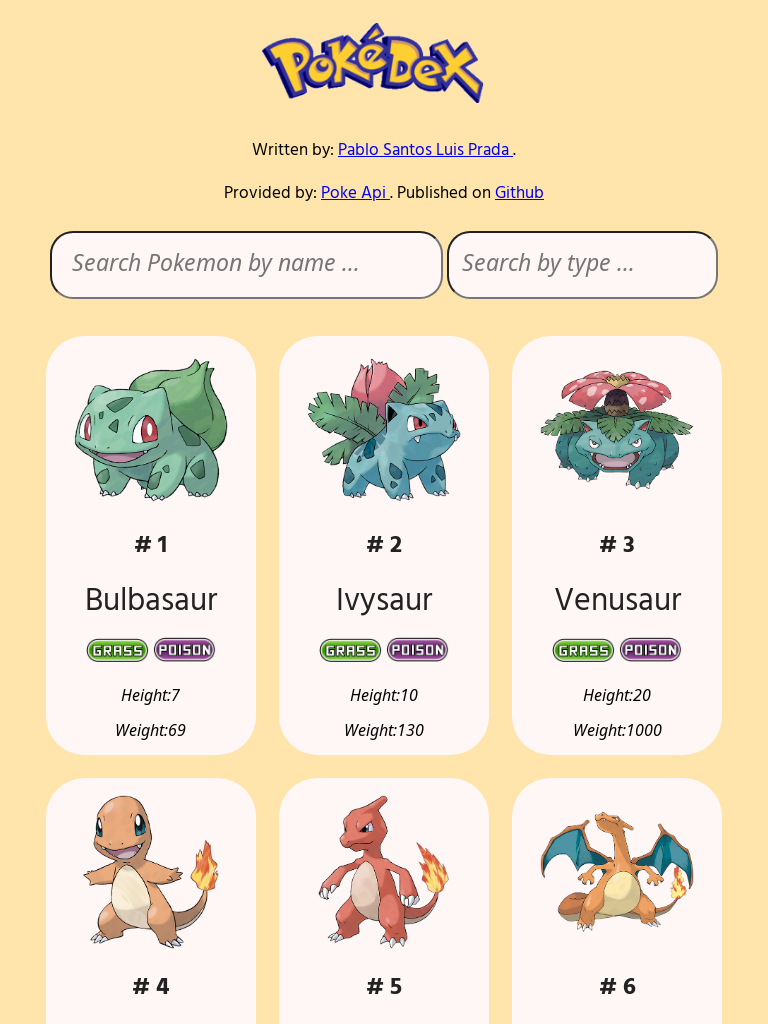 PoKéDeX
Written by: Pablo Santos Luis Prada .
Provided by: Poke Api . Published on Github
Search Pokemon by name ...
Search by type ...
# 1
# 2
# 3
Bulbasaur
Ivysaur
Venusaur
GRASS POISON
GRASS POISON
GRASS POISON
Height:7
Height:10
Height:20
Weight:69
Weight:130
Weight:1000
# 4
# 5
# 6